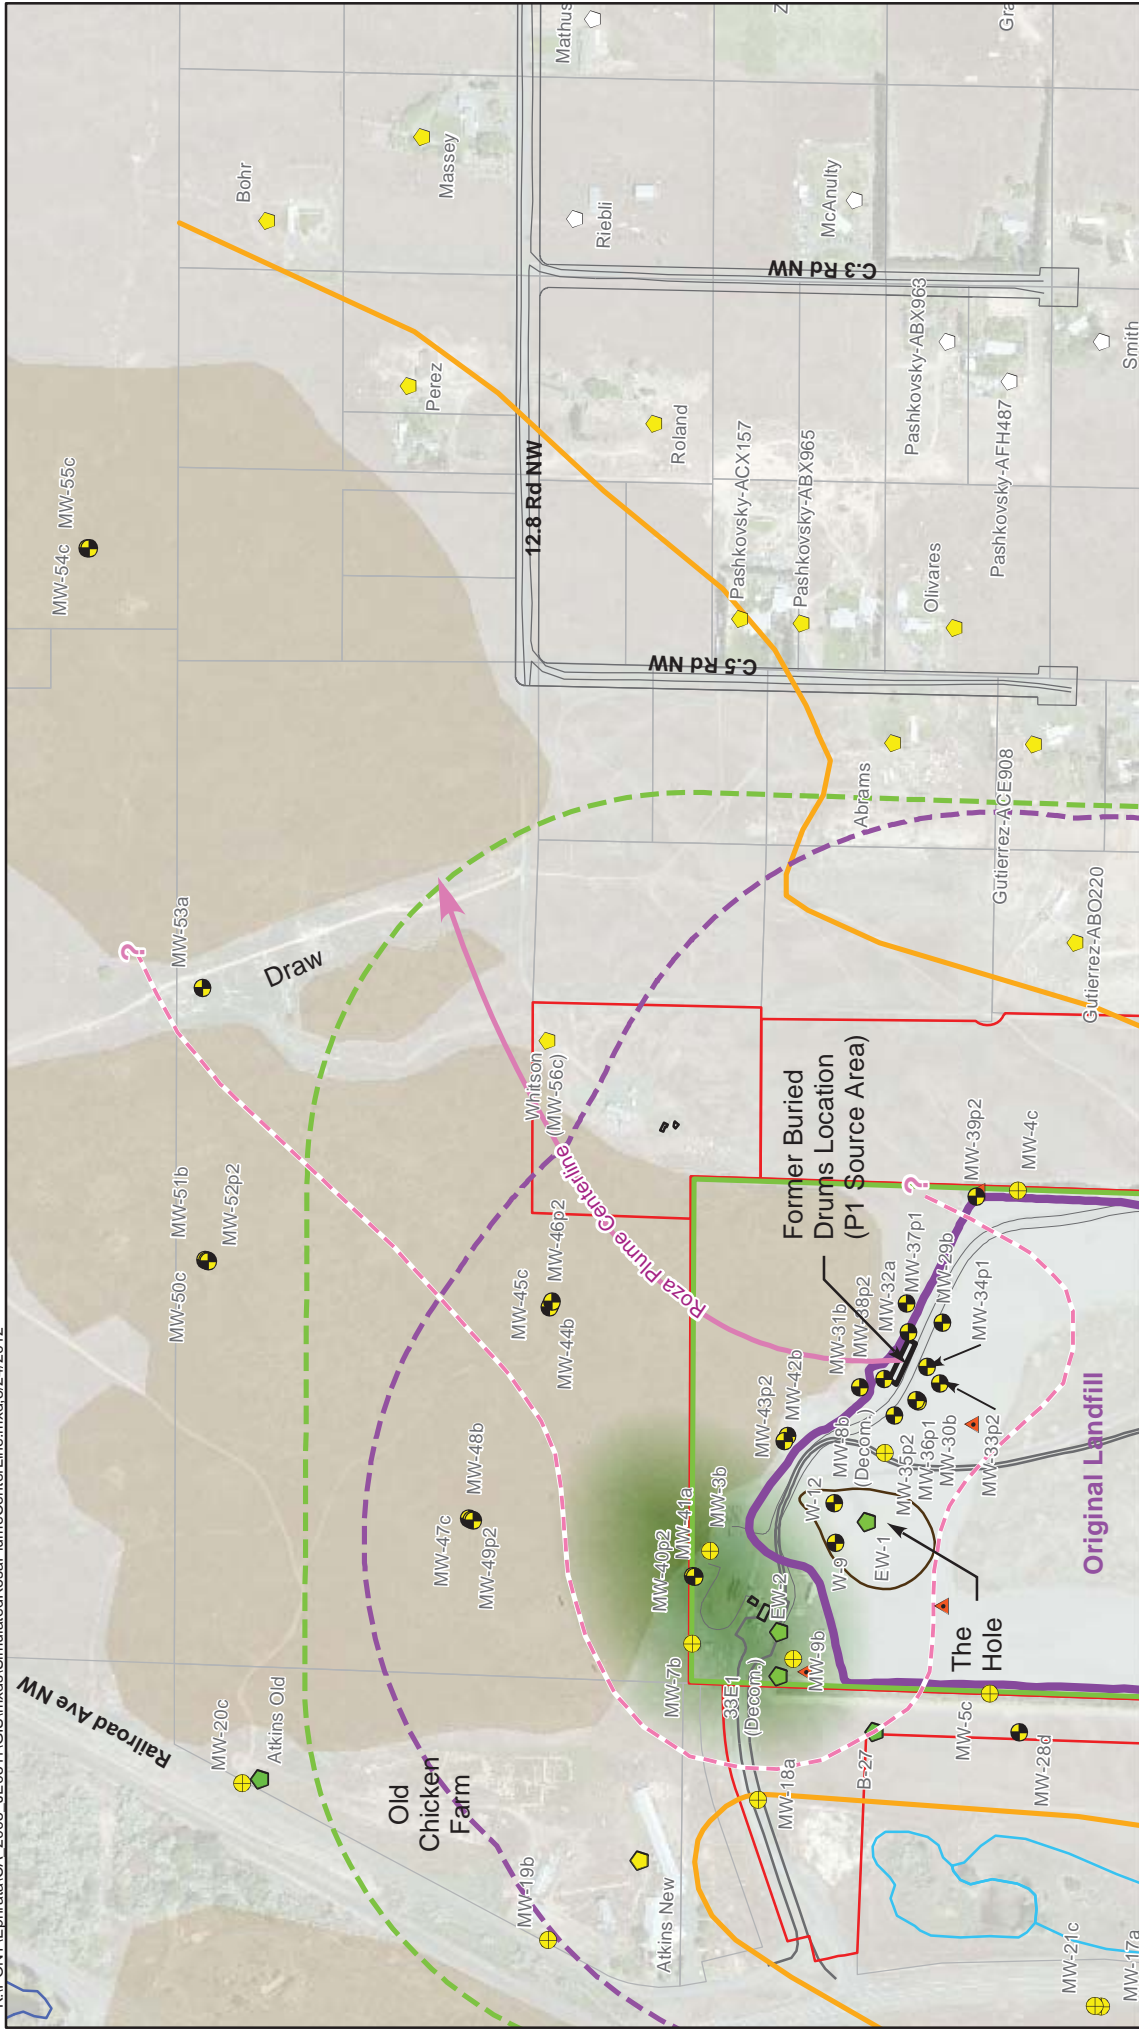 Railroad Ave NW
MW-20c
Atkins Old
MW-50c
MW-51b
MW-52p2
MW-53a
MW-54c
MW-55c
Bohr
Massey
Perez
Draw
Old
Chicken
Farm
MW-19b
Atkins New
MW-47c
MW-48b
MW-49p2
MW-45c
MW-46p2
MW-44b
Whitson
(MW-56c)
Roza Plume Centerline
?
12.8 Rd NW
Mathus
Riebli
Roland
Pashkovsky-ACX157
Pashkovsky-ABX965
C.5 Rd NW
C.3 Rd NW
McAnulty
Pashkovsky-ABX963
Pashkovsky-AFH487
Olivares
Smith
Z
Gra
Abrams
Gutierrez-ACE908
Gutierrez-ABO220
MW-7b
MW-40p2
MW-41a
MW-3b
MW-43p2
MW-42b
33E1
(Decom.)
EW-2
MW-9b
MW-18a
B-27
W-9
W-12
EW-1
MW-8b
(Decom.)
MW-31b
MW-38p2
MW-32a
MW-37p1
MW-29b
MW-34p1
MW-35p2
MW-36p1
MW-30b
MW-33p2
Former Buried
Drums Location
(P1 Source Area)
?
MW-39p2
MW-4c
The
Hole
MW-5c
MW-28d
Original Landfill
MW-21c
MW-17a